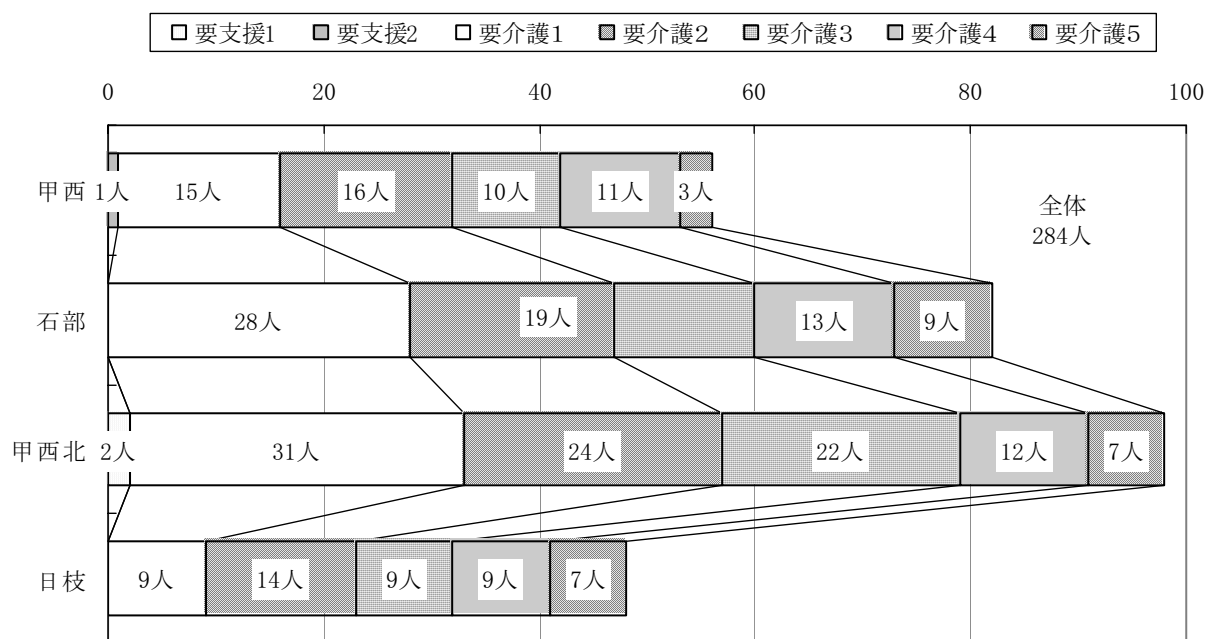 要支援1 要支援2 要介護1 要介護2 要介護3 要介護4 要介護5
0 20 40 60 80 100
甲西 1人 15人 16人 10人 11人 3人
全体
284人
石部 28人 19人 13人 9人
甲西北 2人 31人 24人 22人 12人 7人
日枝 9人 14人 9人 9人 7人